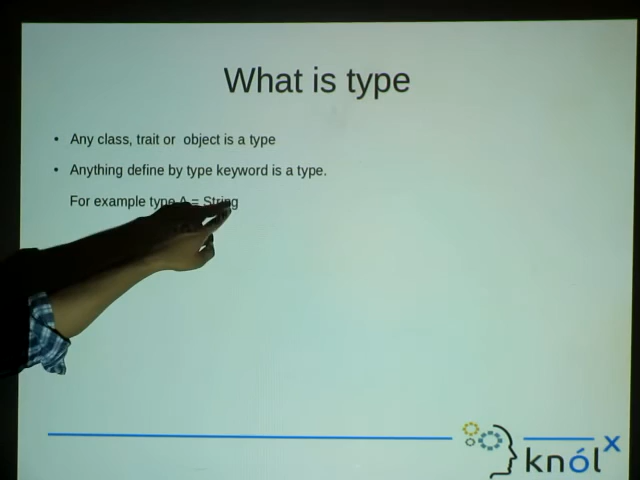 What is type
• Any class, trait or object is a type
• Anything define by type keyword is a type.
For example type A = String
knólx